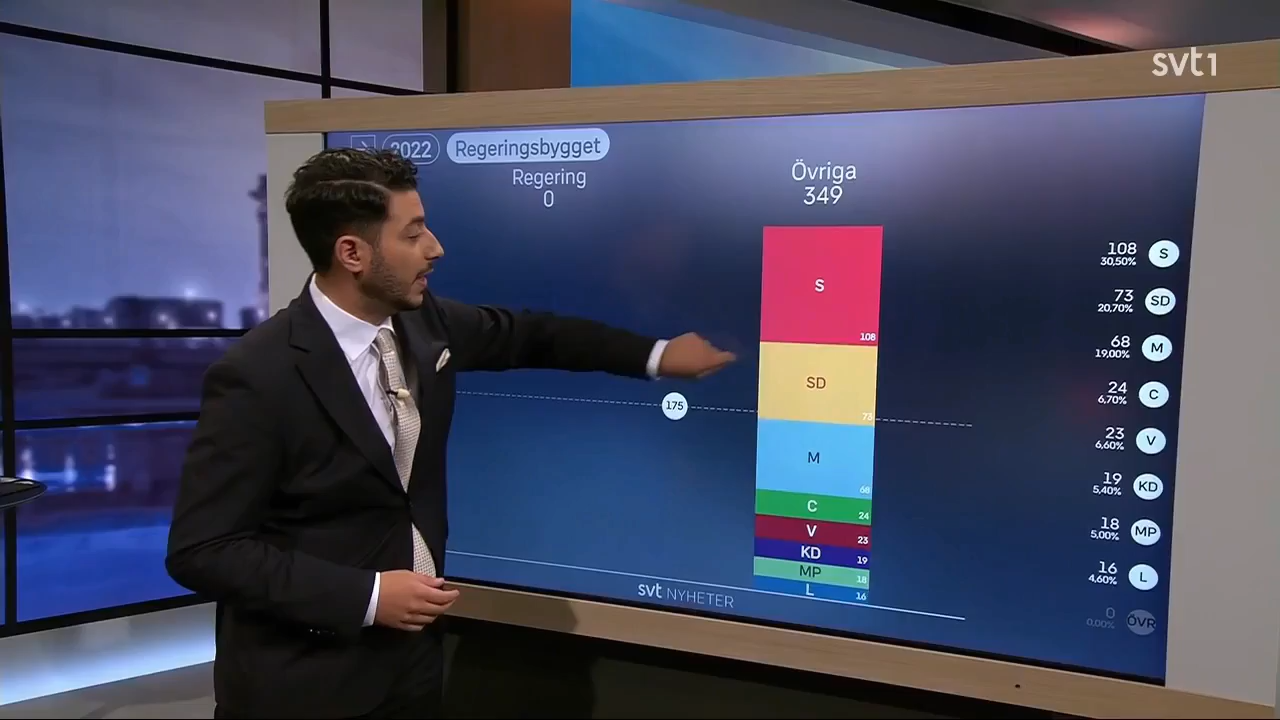 svt1
2022 Regeringsbygget
Regering
0
Övriga
349
S
108
SD
73
175
M
68
C
24
V
23
KD
19
MP
18
L
16
svt NYHETER
108 S
30,50%
73 SD
20,70%
68 M
19,00%
24 C
6,70%
23 V
6,60%
19 KD
5,40%
18 MP
5,00%
16 L
4,60%
0 ÖVR
0,00%